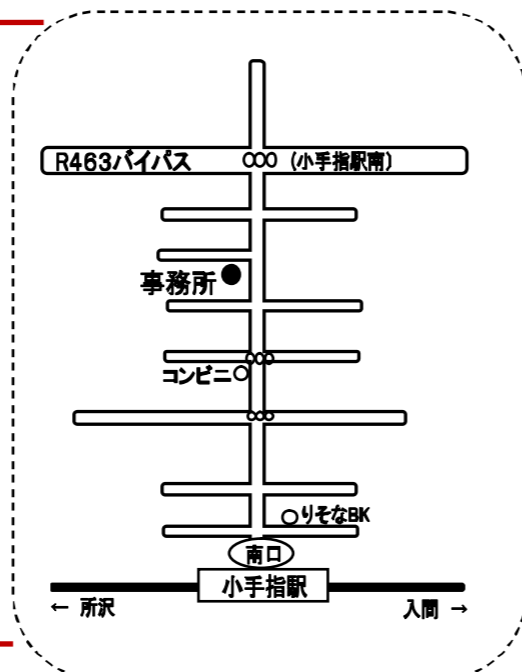 R463バイパス (小手指駅南)
事務所
コンビニ
りそなBK
南口
小手指駅
← 所沢 入間 →